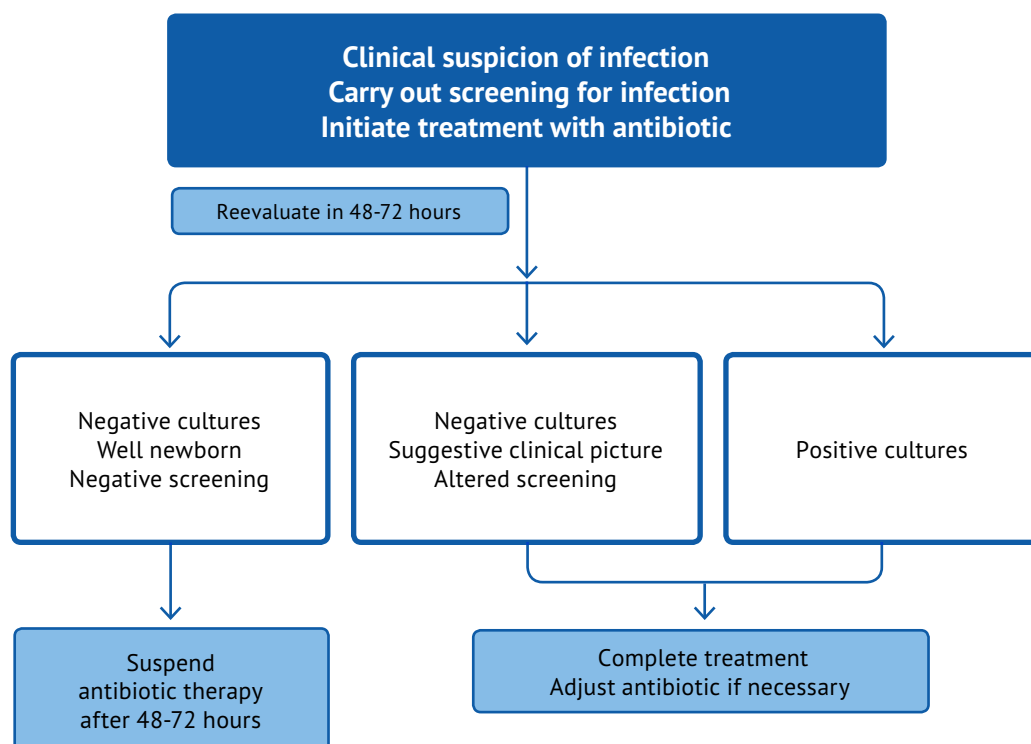 Clinical suspicion of infection
Carry out screening for infection
Initiate treatment with antibiotic
Reevaluate in 48-72 hours
Negative cultures
Well newborn
Negative screening
Negative cultures
Suggestive clinical picture
Altered screening
Positive cultures
Suspend
antibiotic therapy
after 48-72 hours
Complete treatment
Adjust antibiotic if necessary